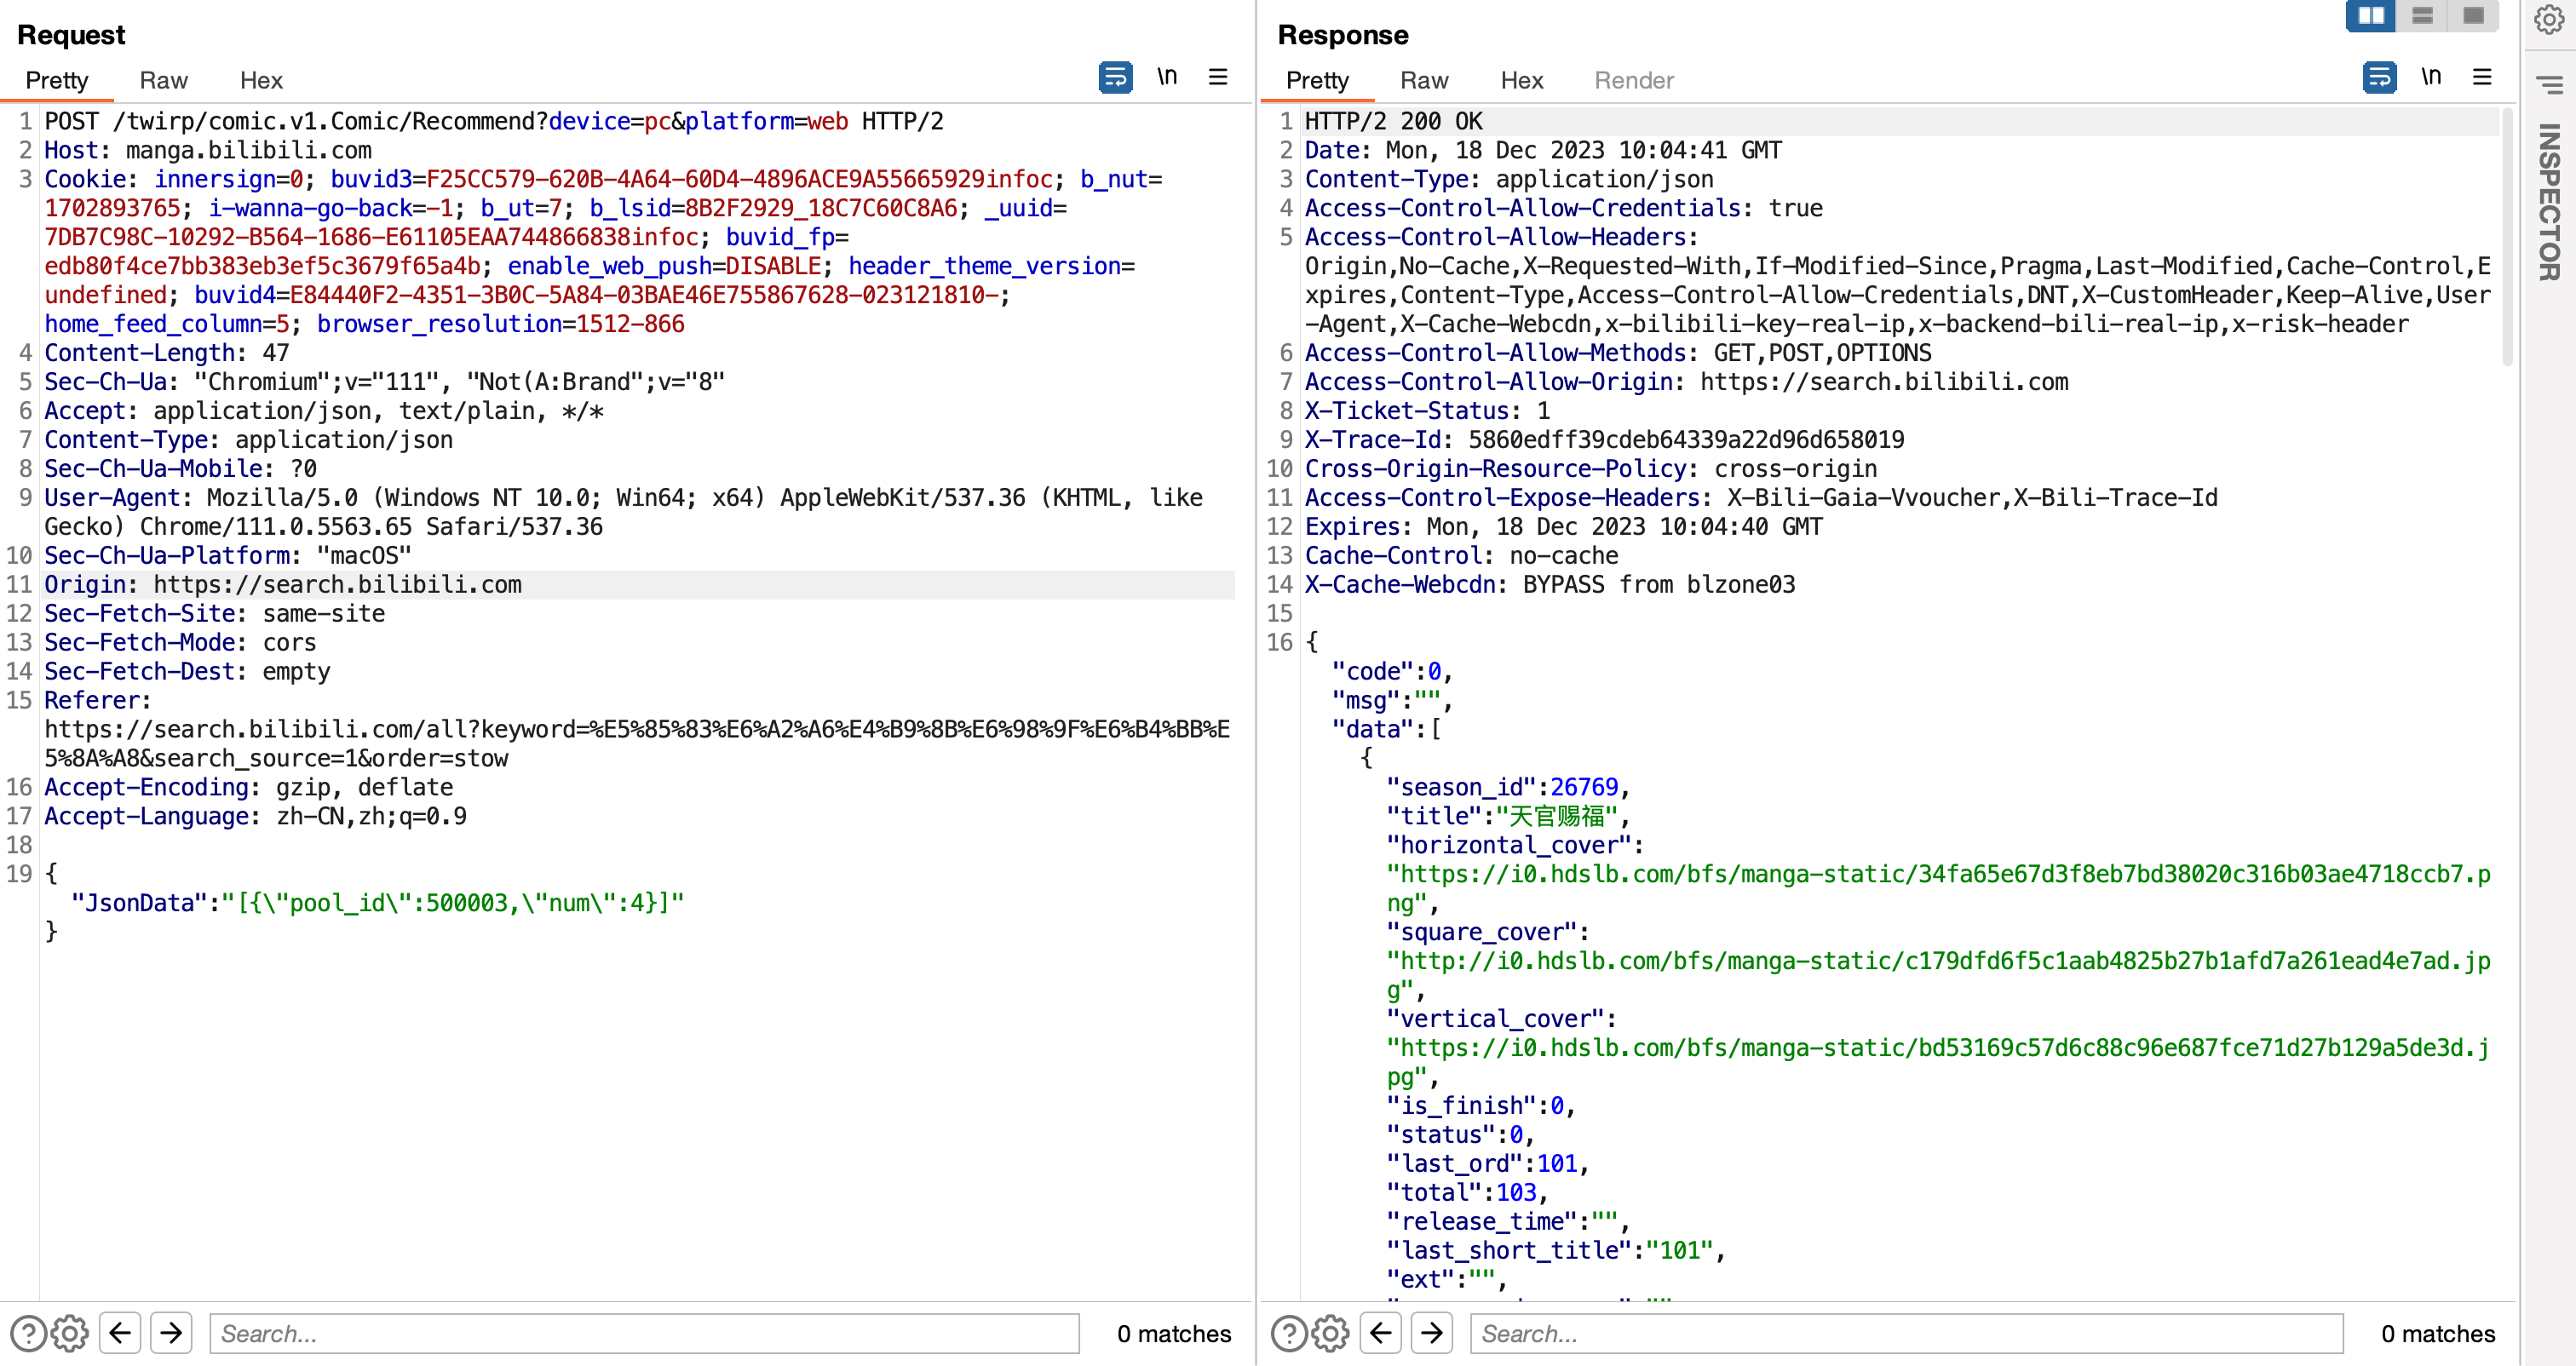 Request
Pretty Raw Hex
\n
1 POST /twirp/comic.v1.Comic/Recommend?device=pc&platform=web HTTP/2
2 Host: manga.bilibili.com
3 Cookie: innersign=0; buvid3=F25CC579-620B-4A64-60D4-4896ACE9A55665929infoc; b_nut=
1702893765; i-wanna-go-back=-1; b_ut=7; b_lsid=8B2F2929_18C7C60C8A6; _uuid=
7DB7C98C-10292-B564-1686-E61105EAA744866838infoc; buvid_fp=
edb80f4ce7bb383eb3ef5c3679f65a4b; enable_web_push=DISABLE; header_theme_version=
undefined; buvid4=E84440F2-4351-3B0C-5A84-03BAE46E755867628-023121810-;
home_feed_column=5; browser_resolution=1512-866
4 Content-Length: 47
5 Sec-Ch-Ua: "Chromium";v="111", "Not(A:Brand";v="8"
6 Accept: application/json, text/plain, */*
7 Content-Type: application/json
8 Sec-Ch-Ua-Mobile: ?0
9 User-Agent: Mozilla/5.0 (Windows NT 10.0; Win64; x64) AppleWebKit/537.36 (KHTML, like
Gecko) Chrome/111.0.5563.65 Safari/537.36
10 Sec-Ch-Ua-Platform: "macOS"
11 Origin: https://search.bilibili.com
12 Sec-Fetch-Site: same-site
13 Sec-Fetch-Mode: cors
14 Sec-Fetch-Dest: empty
15 Referer:
https://search.bilibili.com/all?keyword=%E5%85%83%E6%A2%A6%E4%B9%8B%E6%98%9F%E6%B4%BB%E
5%8A%A8&search_source=1&order=stow
16 Accept-Encoding: gzip, deflate
17 Accept-Language: zh-CN,zh;q=0.9
18
19 {
"JsonData":"[{\"pool_id\":500003,\"num\":4}]"
}
Search...
0 matches
Response
Pretty Raw Hex Render
\n
1 HTTP/2 200 OK
2 Date: Mon, 18 Dec 2023 10:04:41 GMT
3 Content-Type: application/json
4 Access-Control-Allow-Credentials: true
5 Access-Control-Allow-Headers:
Origin,No-Cache,X-Requested-With,If-Modified-Since,Pragma,Last-Modified,Cache-Control,E
xpires,Content-Type,Access-Control-Allow-Credentials,DNT,X-CustomHeader,Keep-Alive,User
-Agent,X-Cache-Webcdn,x-bilibili-key-real-ip,x-backend-bili-real-ip,x-risk-header
6 Access-Control-Allow-Methods: GET,POST,OPTIONS
7 Access-Control-Allow-Origin: https://search.bilibili.com
8 X-Ticket-Status: 1
9 X-Trace-Id: 5860edff39cdeb64339a22d96d658019
10 Cross-Origin-Resource-Policy: cross-origin
11 Access-Control-Expose-Headers: X-Bili-Gaia-Vvoucher,X-Bili-Trace-Id
12 Expires: Mon, 18 Dec 2023 10:04:40 GMT
13 Cache-Control: no-cache
14 X-Cache-Webcdn: BYPASS from blzone03
15
16 {
"code":0,
"msg":"",
"data":[
{
"season_id":26769,
"title":"天官赐福",
"horizontal_cover":
"https://i0.hdslb.com/bfs/manga-static/34fa65e67d3f8eb7bd38020c316b03ae4718ccb7.p
ng",
"square_cover":
"http://i0.hdslb.com/bfs/manga-static/c179dfd6f5c1aab4825b27b1afd7a261ead4e7ad.jp
g",
"vertical_cover":
"https://i0.hdslb.com/bfs/manga-static/bd53169c57d6c88c96e687fce71d27b129a5de3d.j
pg",
"is_finish":0,
"status":0,
"last_ord":101,
"total":103,
"release_time":"",
"last_short_title":"101",
"ext":"",
Search...
0 matches
INSPECTOR